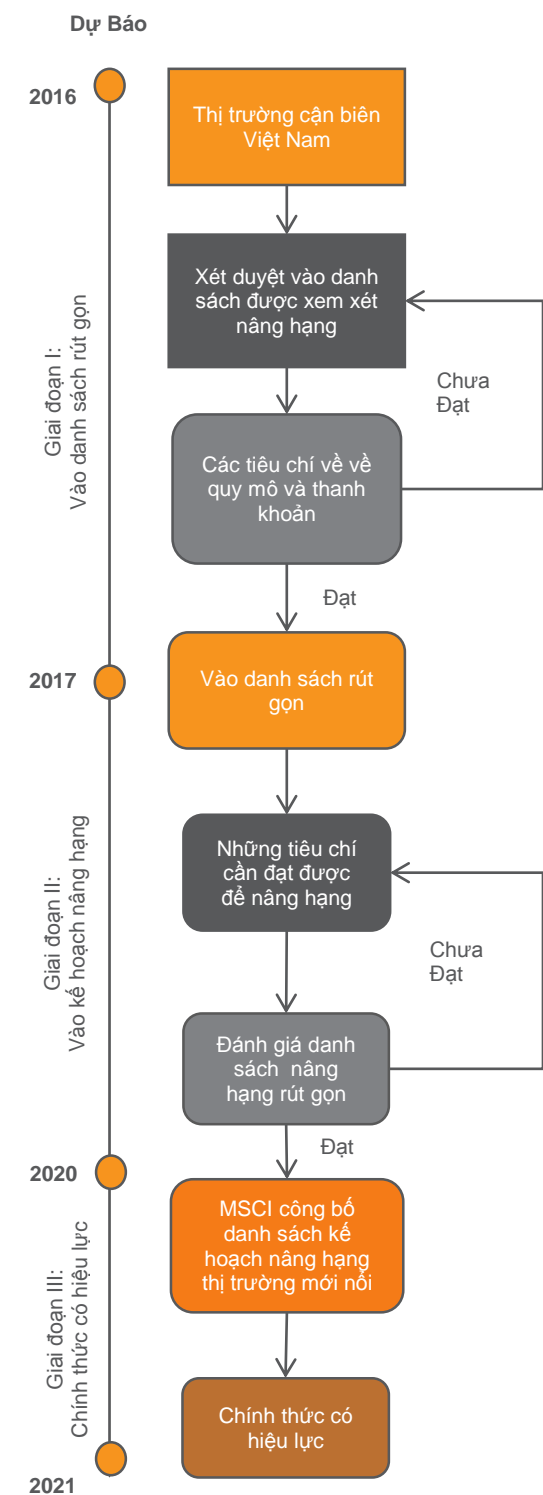 Dự Báo
2016
Thị trường cận biên
Việt Nam
Xét duyệt vào danh
sách được xem xét
nâng hạng
Giai đoạn I:
Vào danh sách rút gọn
Chưa
Đạt
Các tiêu chí về về
quy mô và thanh
khoản
Đạt
2017
Vào danh sách rút
gọn
Những tiêu chí
cần đạt được
để nâng hạng
Giai đoạn II:
Vào kế hoạch nâng hạng
Chưa
Đạt
Đánh giá danh
sách nâng
hạng rút gọn
Đạt
2020
MSCI công bố
danh sách kế
hoạch nâng hạng
thị trường mới nổi
Giai đoạn III:
Chính thức có hiệu lực
Chính thức có
hiệu lực
2021